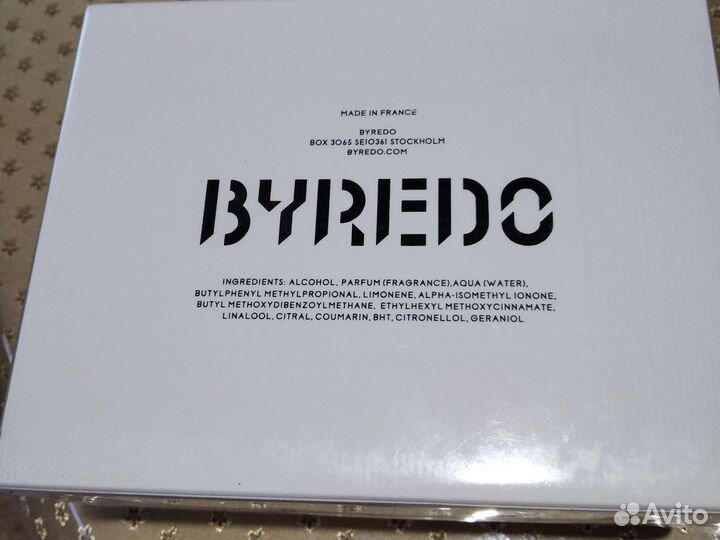 MADE IN FRANCE
BYREDO
BOX 3065 SE10361 STOCKHOLM
BYREDO.COM
BYREDO
INGREDIENTS: ALCOHOL, PARFUM (FRAGRANCE),AQUA (WATER),
BUTYLPHENYL METHYLPROPIONAL, LIMONENE, ALPHA-ISOMETHYL IONONE,
BUTYL METHOXYDIBENZOYLMETHANE, ETHYLHEXYL METHOXYCINNAMATE,
LINALOOL, CITRAL, COUMARIN, BHT, CITRONELLOL, GERANIOL
Avito